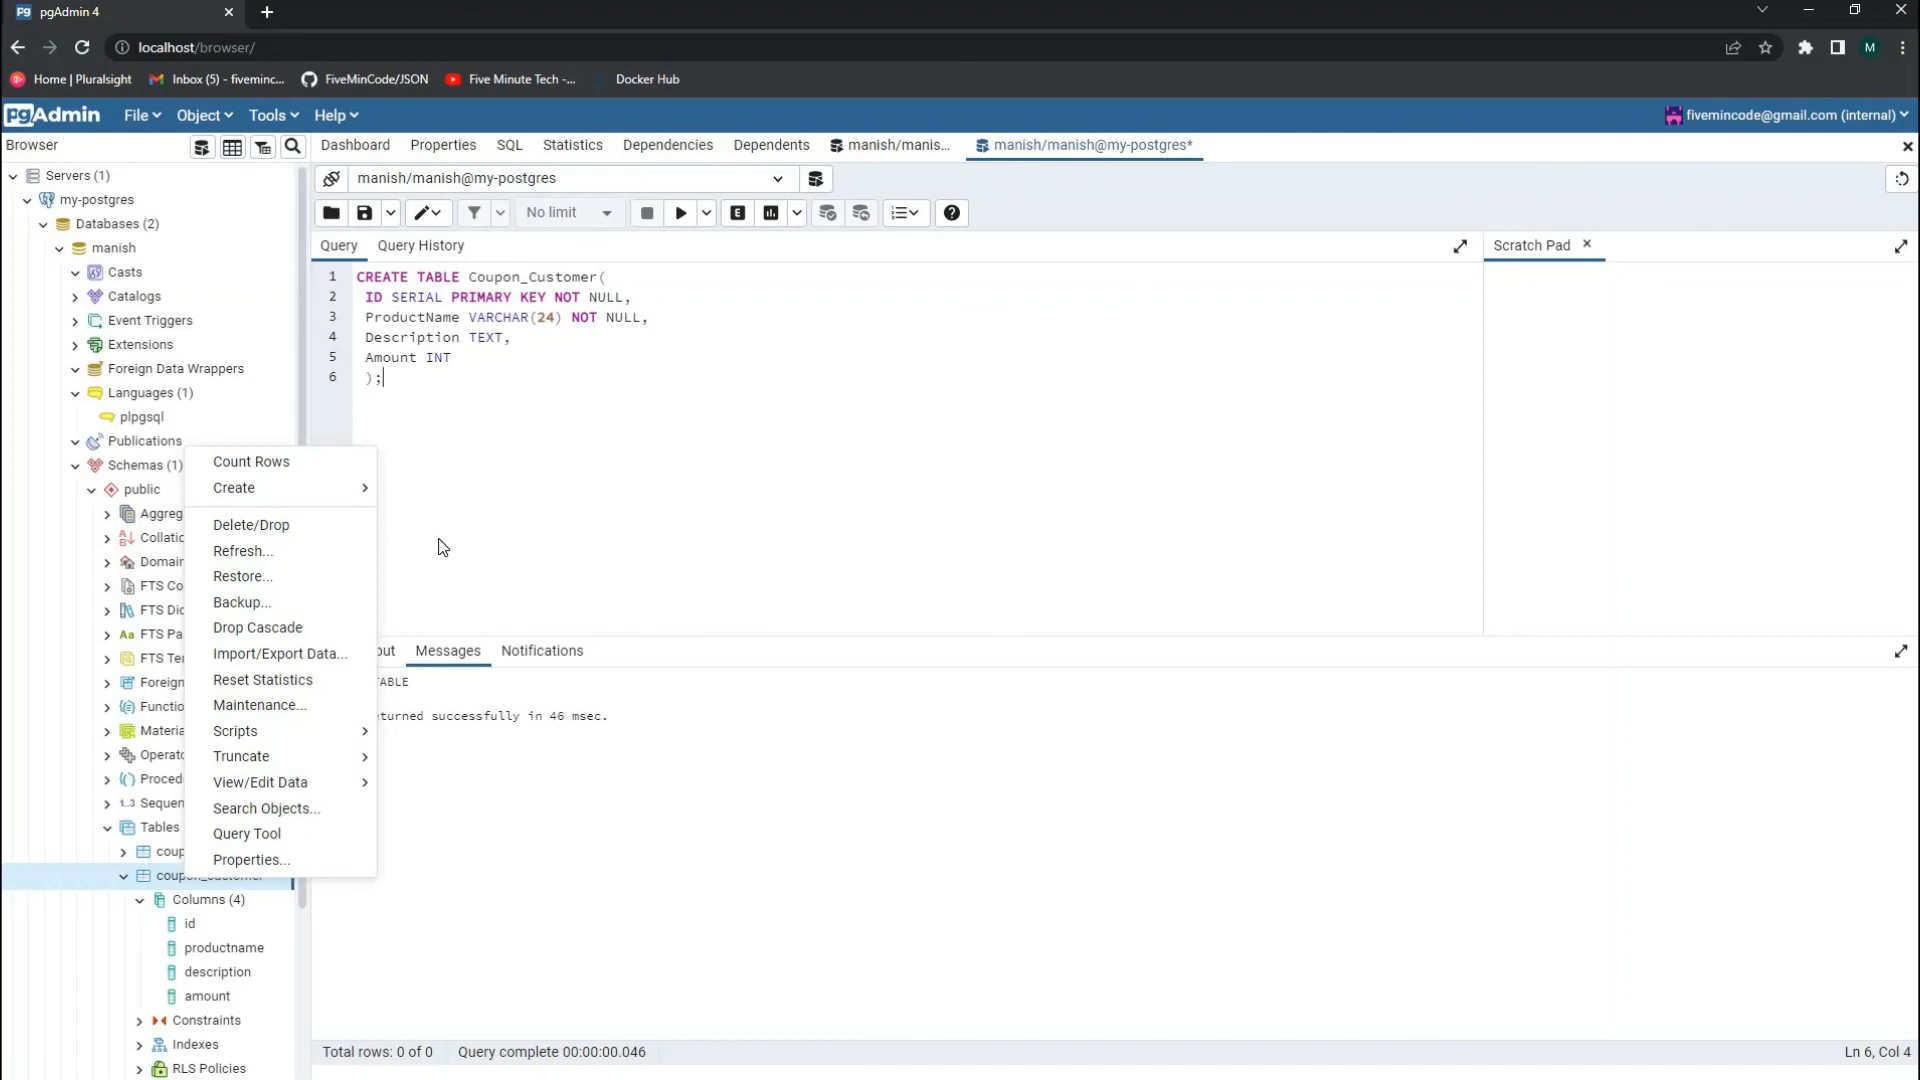 pgAdmin 4
localhost/browser/
Home | Pluralsight
Inbox (5) - fiveminc...
FiveMinCode/JSON
Five Minute Tech -...
Docker Hub
M
pgAdmin
File
Object
Tools
Help
fivemincode@gmail.com (internal)
Browser
Dashboard
Properties
SQL
Statistics
Dependencies
Dependents
manish/manis...
manish/manish@my-postgres*
manish/manish@my-postgres
No limit
E
Query
Query History
Scratch Pad
1 CREATE TABLE Coupon_Customer(
2 ID SERIAL PRIMARY KEY NOT NULL,
3 ProductName VARCHAR(24) NOT NULL,
4 Description TEXT,
5 Amount INT
6 );
Servers (1)
my-postgres
Databases (2)
manish
Casts
Catalogs
Event Triggers
Extensions
Foreign Data Wrappers
Languages (1)
plpgsql
Publications
Schemas (1)
public
Aggreg
Collatio
Domain
FTS Co
FTS Dic
Aa FTS Pa
FTS Ter
Foreign
Functio
Materia
Operato
Proced
1..3 Sequen
Tables
coup
Columns (4)
id
productname
description
amount
Constraints
Indexes
RLS Policies
Count Rows
Create
Delete/Drop
Refresh...
Restore...
Backup...
Drop Cascade
Import/Export Data...
Reset Statistics
Maintenance...
Scripts
Truncate
View/Edit Data
Search Objects...
Query Tool
Properties...
Messages
Notifications
TABLE
turned successfully in 46 msec.
Total rows: 0 of 0
Query complete 00:00:00.046
Ln 6, Col 4